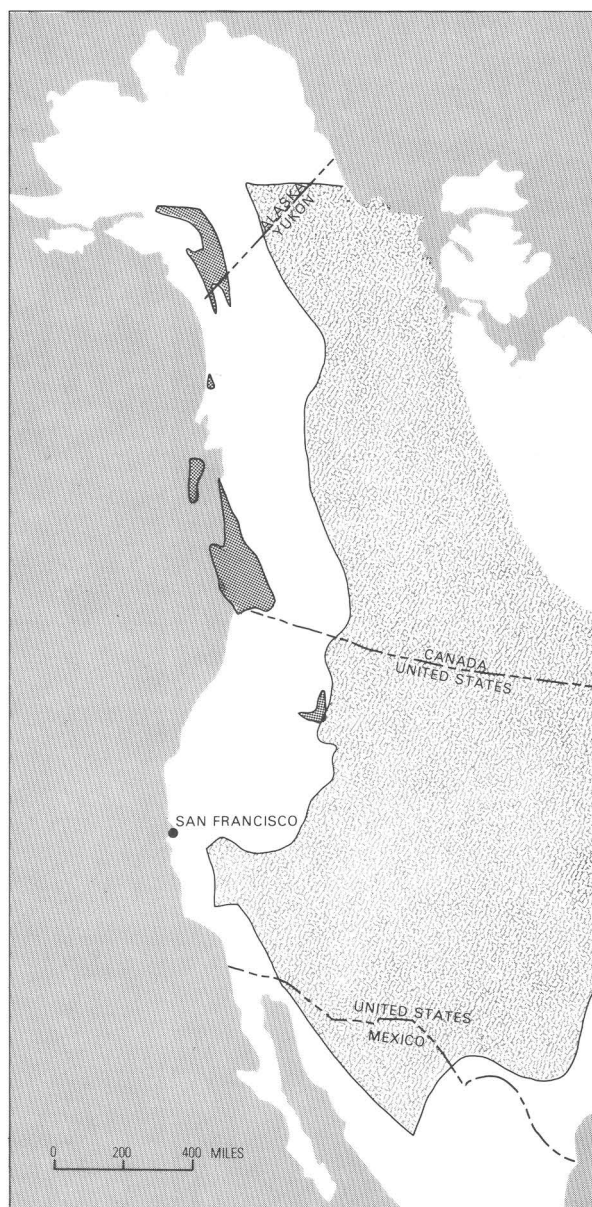 ALASKA
YUKON
CANADA
UNITED STATES
SAN FRANCISCO
UNITED STATES
MEXICO
0 200 400 MILES